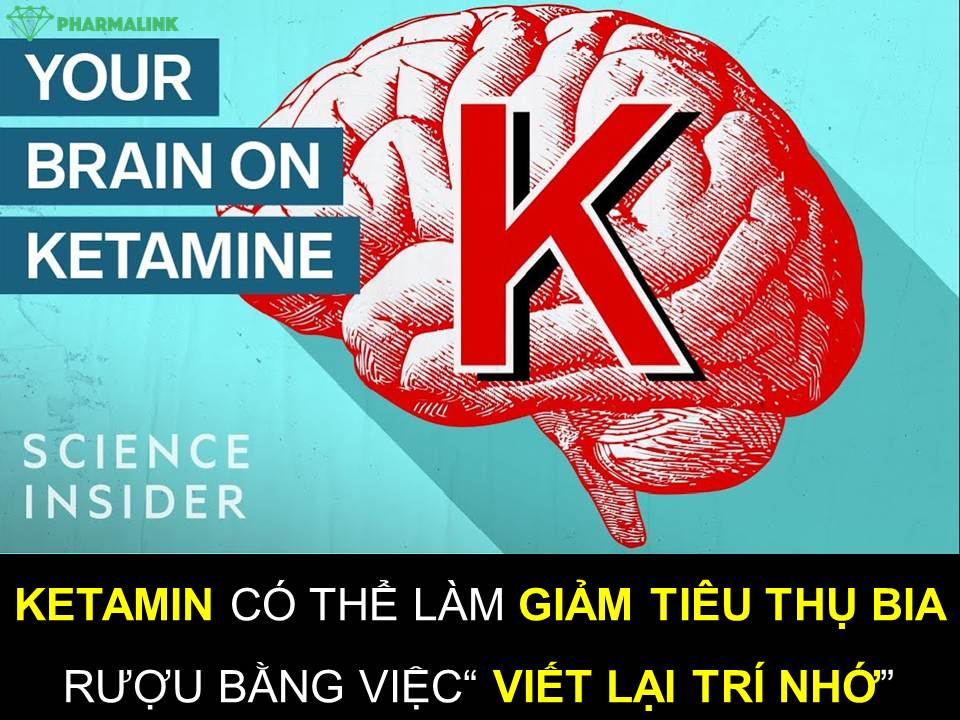 PHARMALINK
YOUR
BRAIN ON
KETAMINE
K
SCIENCE
INSIDER
KETAMIN CÓ THỂ LÀM GIẢM TIÊU THỤ BIA
RƯỢU BẰNG VIỆC“ VIẾT LẠI TRÍ NHỚ”